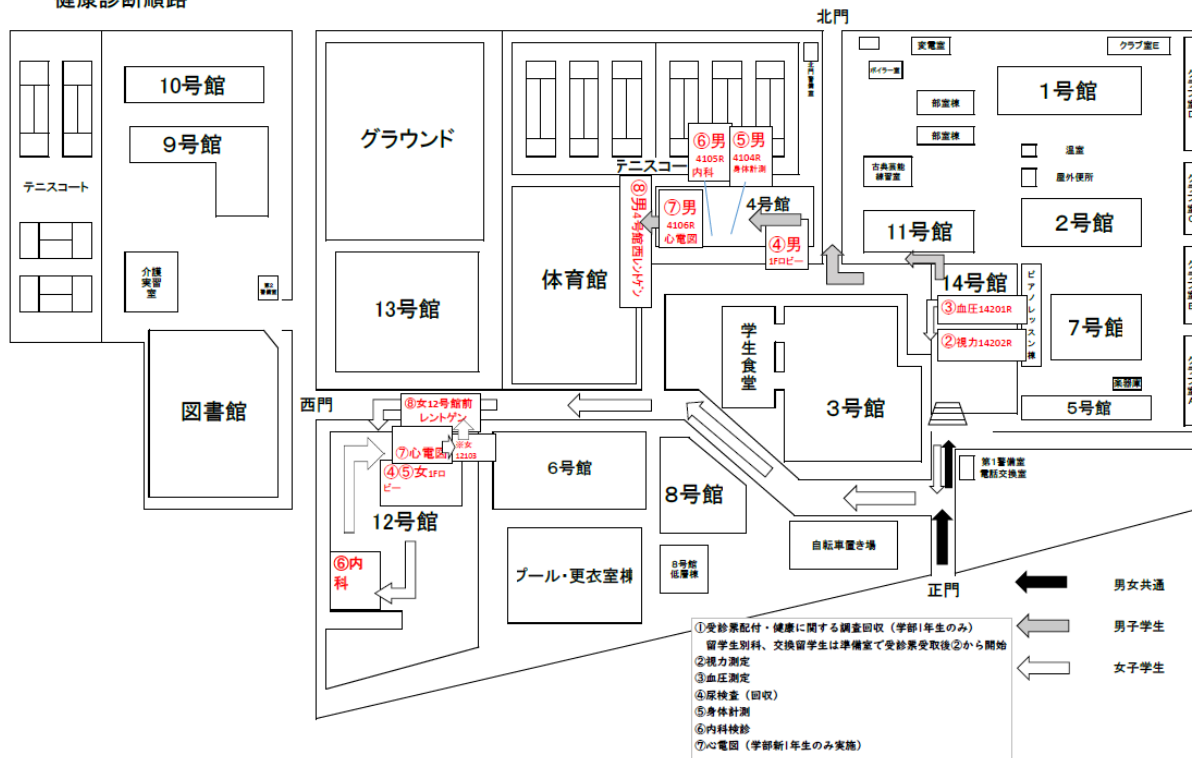 健康診断順路
北門
変電室
クラブ室E
ボイラー室
北門警備室
10号館
1号館
グラウンド
部室棟
9号館
部室棟
⑥男
4105R
内科
⑤男
4104R
身体計測
温室
テニスコー
古典芸能
練習室
屋外便所
テニスコート
⑧男4号館西レントゲン
4号館
⑦男
4106R
心電図
④男
1Fロビー
11号館
2号館
介護
実習
室
第2
警備室
体育館
14号館
ピアノレッスン棟
13号館
③血圧14201R
②視力14202R
7号館
学生食堂
楽器庫
図書館
西門
⑧女12号館前
レントゲン
3号館
5号館
⑦心電図
※女
12103
④⑤女1Fロ
ビー
6号館
第1警備室
電話交換室
8号館
12号館
自転車置き場
⑥内
科
プール・更衣室棟
8号館
低層棟
正門
男女共通
男子学生
女子学生
①受診票配付・健康に関する調査回収（学部1年生のみ）
留学生別科、交換留学生は準備室で受診票受取後②から開始
②視力測定
③血圧測定
④尿検査（回収）
⑤身体計測
⑥内科検診
⑦心電図（学部新1年生のみ実施）